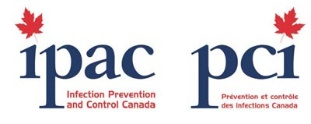 ipac
Infection Prevention
and Control Canada
pci
Prévention et contrôle
des infections Canada